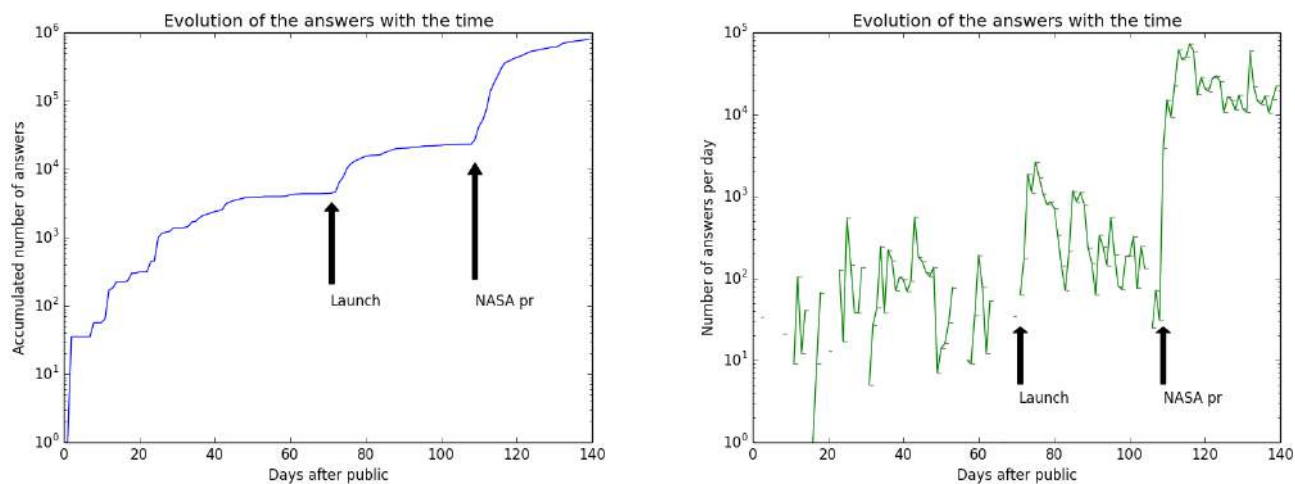 Evolution of the answers with the time
10^6
10^5
10^4
10^3
10^2
10^1
10^0
Accumulated number of answers
Launch
NASA pr
0 20 40 60 80 100 120 140
Days after public
Evolution of the answers with the time
10^5
10^4
10^3
10^2
10^1
10^0
Number of answers per day
Launch
NASA pr
0 20 40 60 80 100 120 140
Days after public